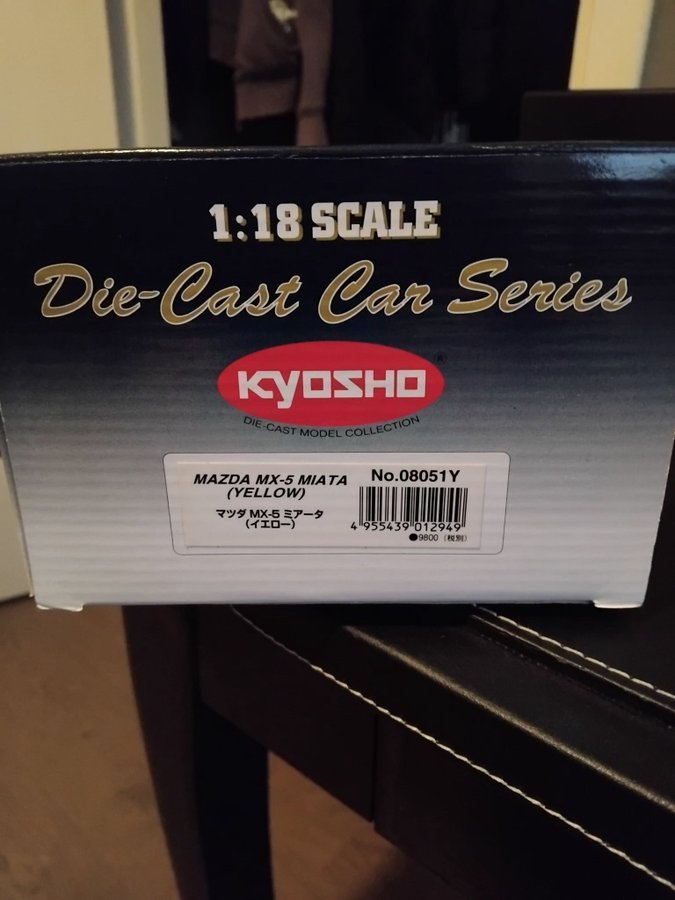 1:18 SCALE
Die-Cast Car Series
KYOSHO ®
DIE-CAST MODEL COLLECTION
MAZDA MX-5 MIATA
(YELLOW)
マツダ MX-5 ミアータ
(イエロー)
No.08051Y
4 955439 012949
●9800 (税別)